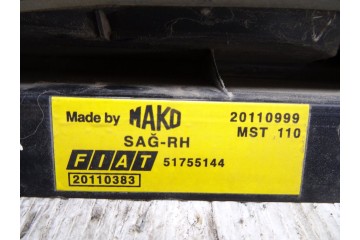 Made by MAKO 20110999
SAĞ-RH MST 110
FIAT 51755144
20110383